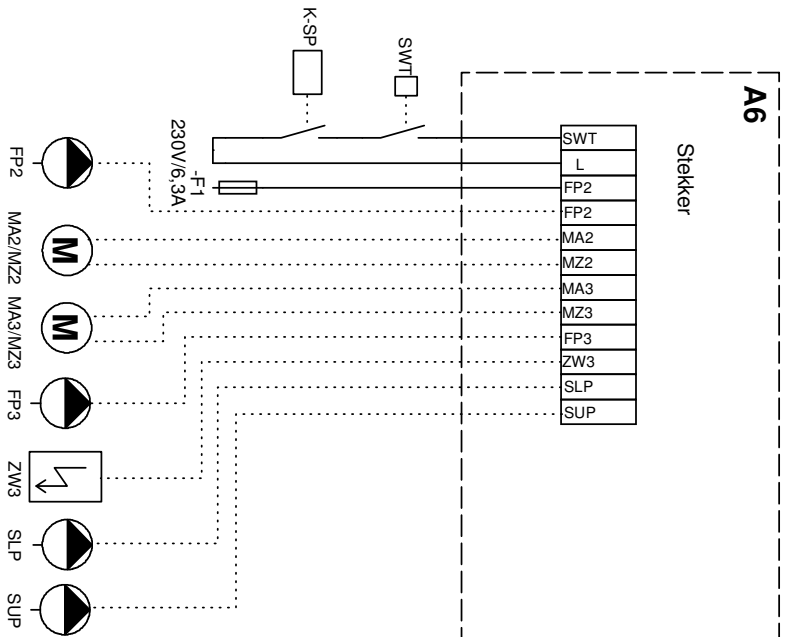 A6
Stekker
K-SP
SWT
SWT
L
FP2
FP2
MA2
MZ2
MA3
MZ3
FP3
ZW3
SLP
SUP
-F1
230V/6,3A
FP2
M
MA2/MZ2
M
MA3/MZ3
FP3
ZW3
SLP
SUP